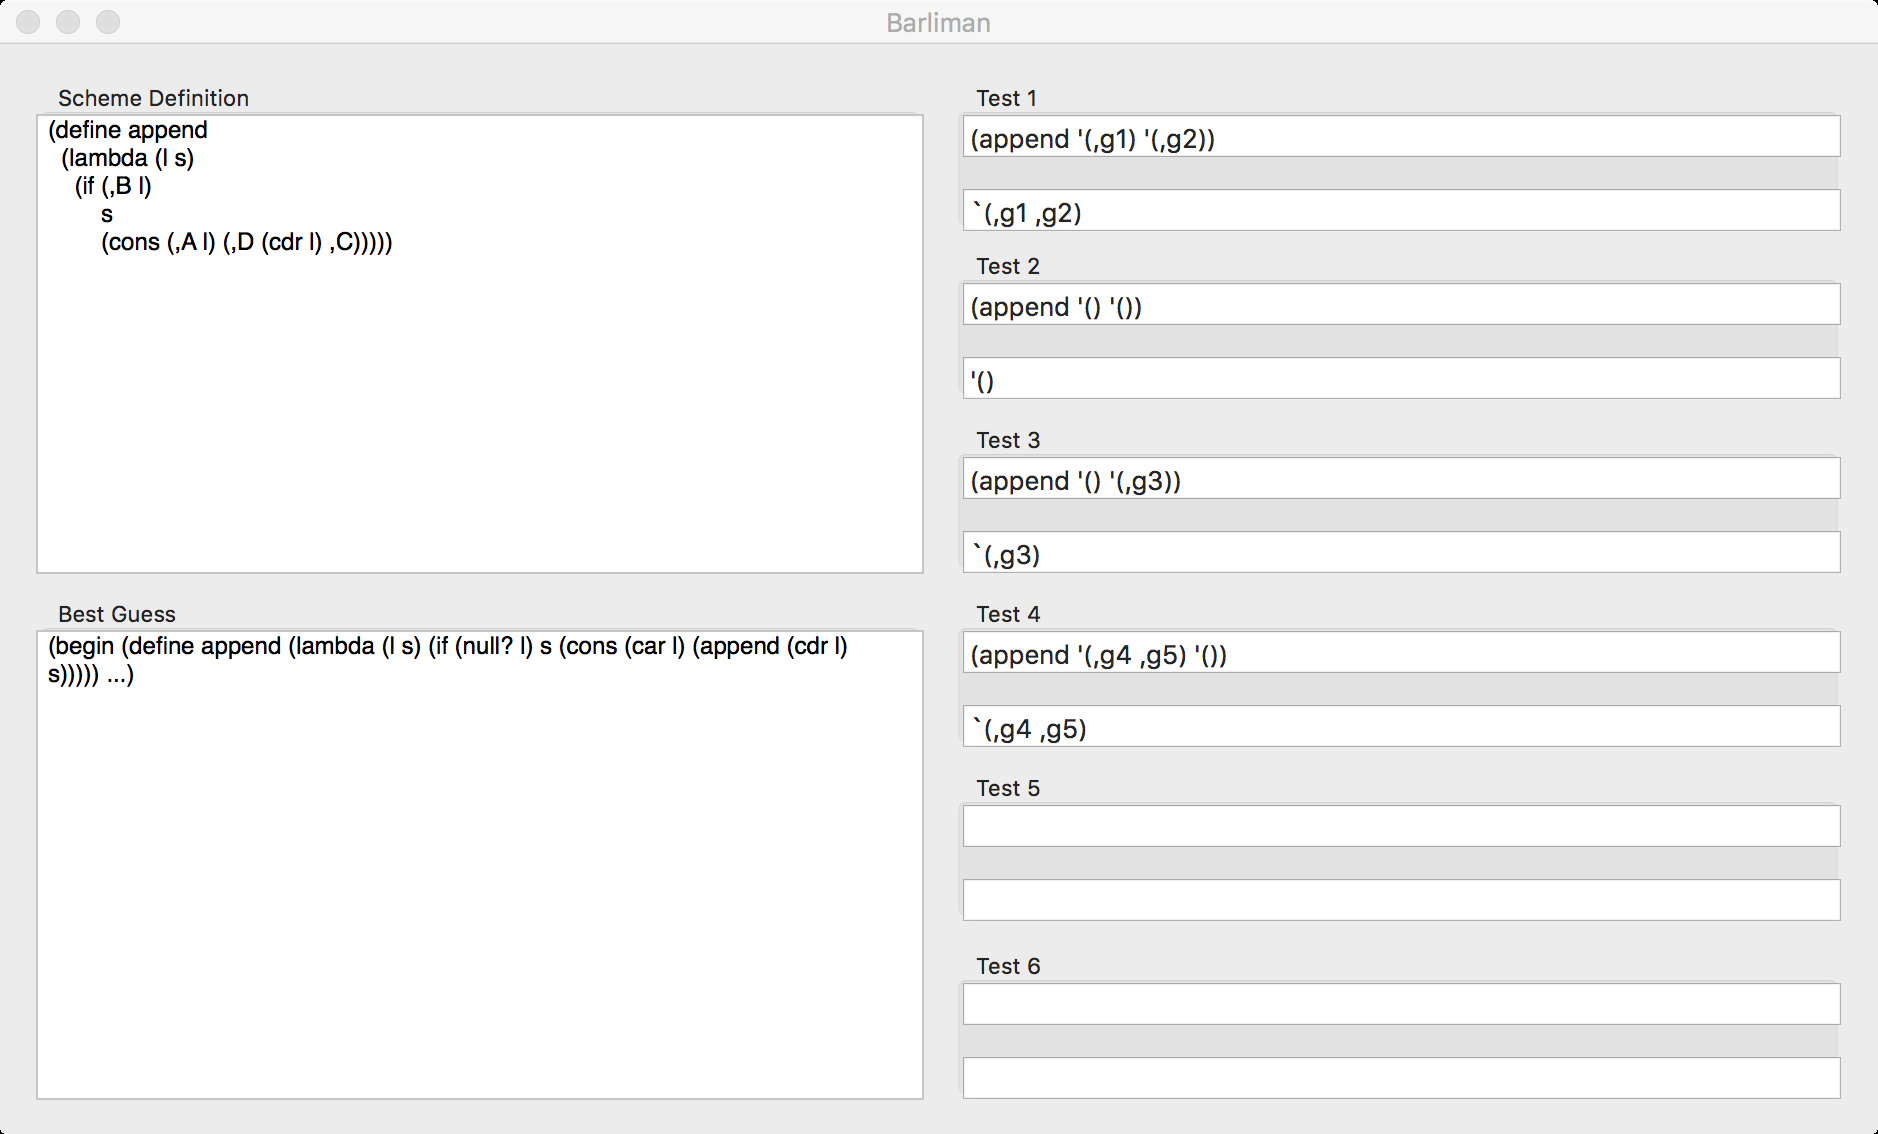 Barliman
Scheme Definition
(define append
(lambda (l s)
(if (,B l)
s
(cons (,A l) (,D (cdr l) ,C)))))
Best Guess
(begin (define append (lambda (l s) (if (null? l) s (cons (car l) (append (cdr l)
s))))) ...)
Test 1
(append '(,g1) '(,g2))
`(,g1 ,g2)
Test 2
(append '() '())
'()
Test 3
(append '() '(,g3))
`(,g3)
Test 4
(append '(,g4 ,g5) '())
`(,g4 ,g5)
Test 5
Test 6